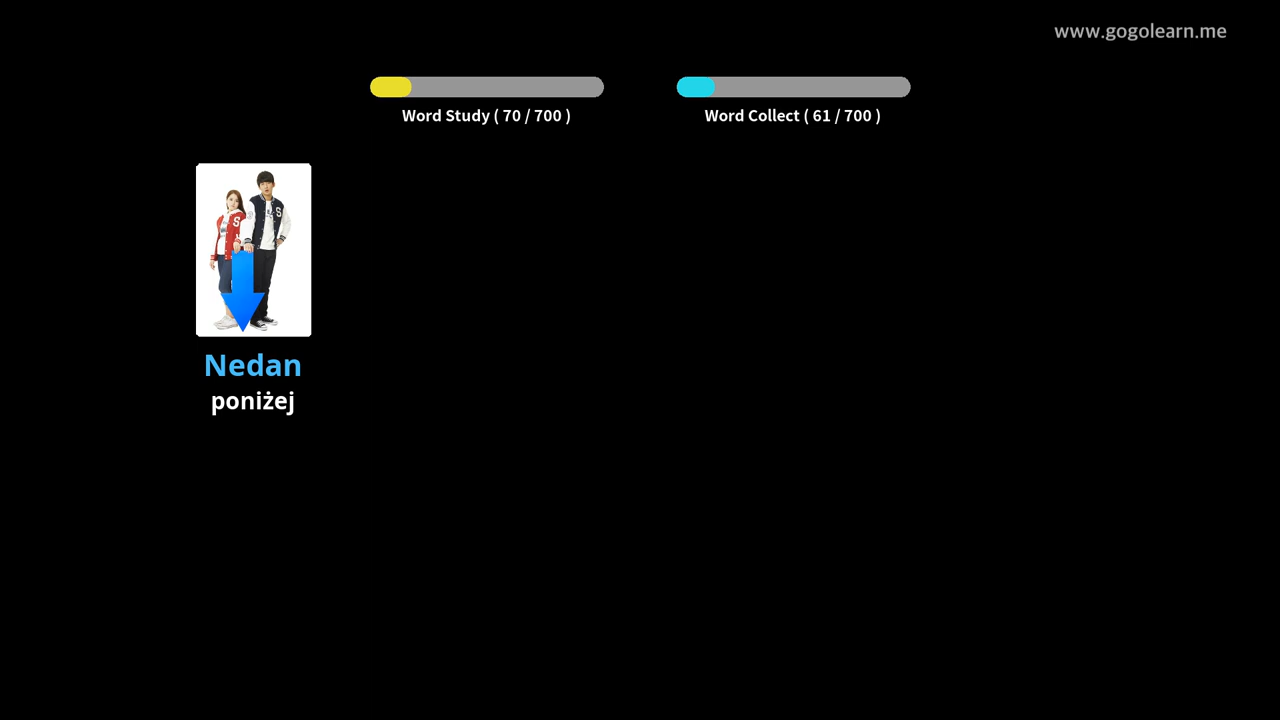 www.gogolearn.me
Word Study ( 70 / 700 )
Word Collect ( 61 / 700 )
S
S
Nedan
poniżej